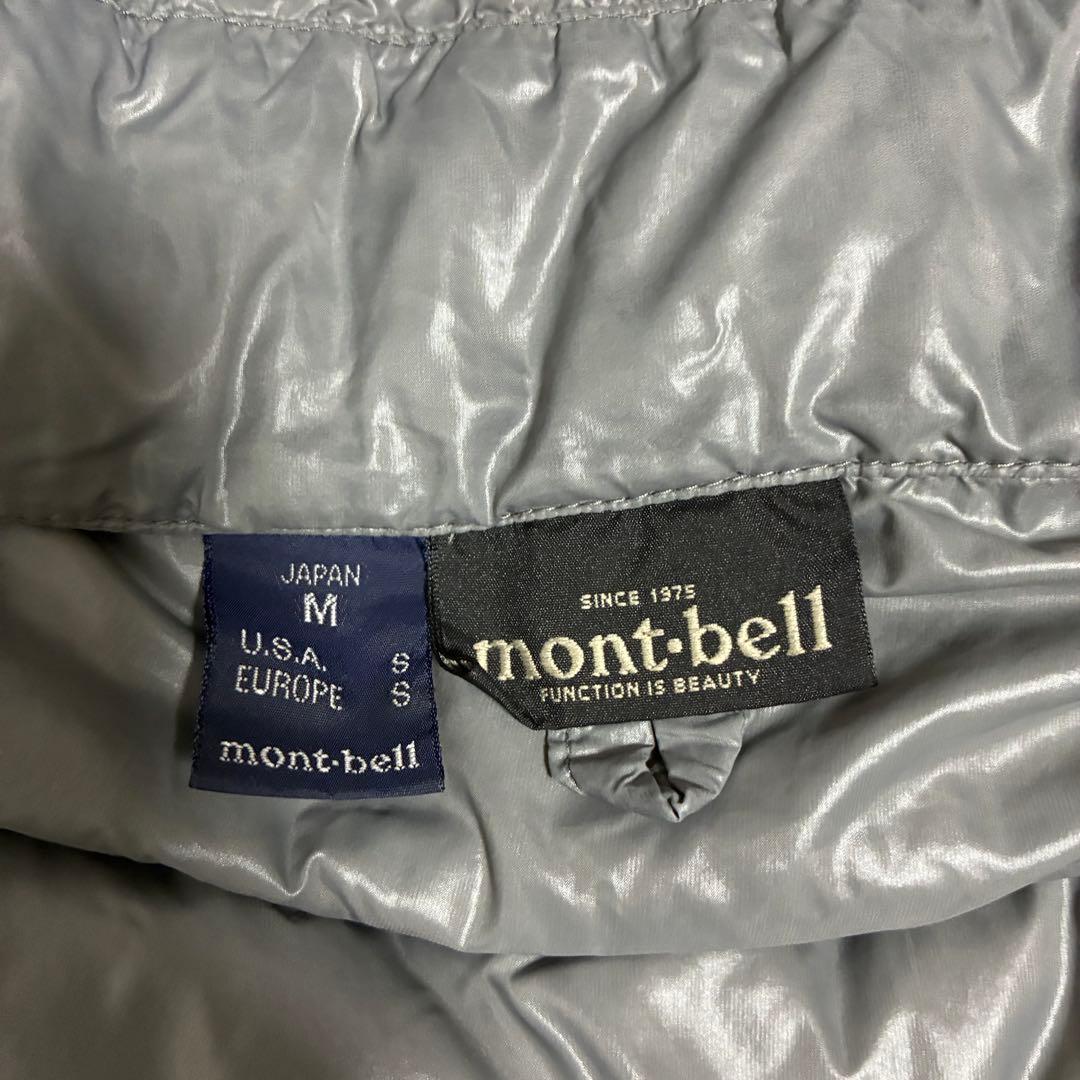 JAPAN
M
U.S.A. S
EUROPE S
mont-bell
SINCE 1975
mont-bell
FUNCTION IS BEAUTY